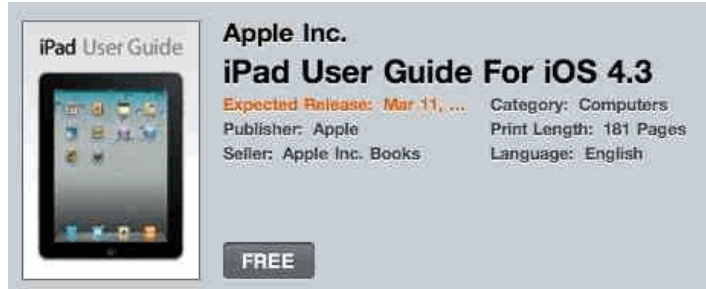 iPad User Guide
Apple Inc.
iPad User Guide For iOS 4.3
Expected Release: Mar 11, ...
Category: Computers
Publisher: Apple
Print Length: 181 Pages
Seller: Apple Inc. Books
Language: English
FREE